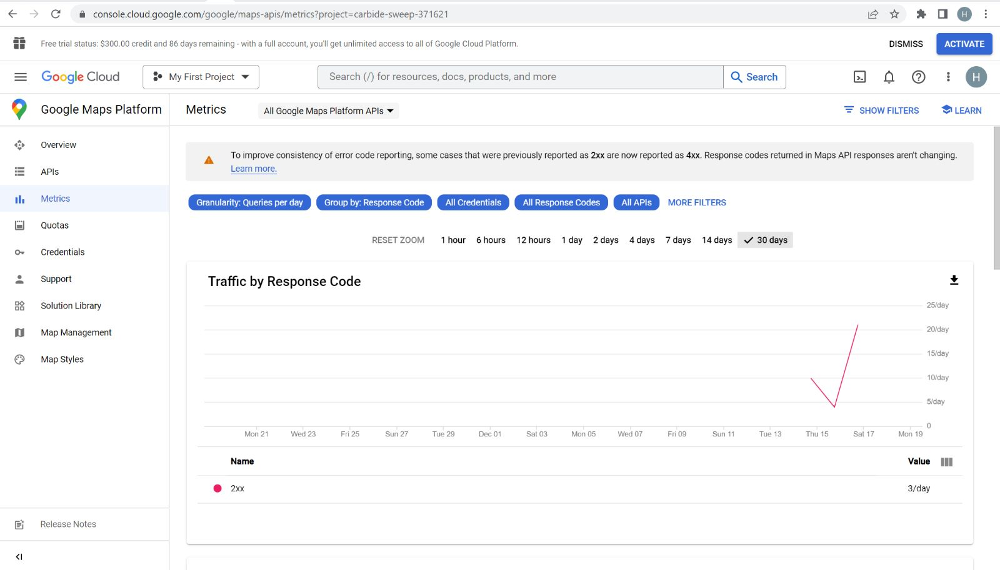 console.cloud.google.com/google/maps-apis/metrics?project=carbide-sweep-371621
H
Free trial status: $300.00 credit and 86 days remaining - with a full account, you'll get unlimited access to all of Google Cloud Platform.
DISMISS
ACTIVATE
Google Cloud
My First Project
Search (/) for resources, docs, products, and more
Search
H
Google Maps Platform
Metrics
All Google Maps Platform APIs
SHOW FILTERS
LEARN
Overview
APIs
Metrics
Quotas
Credentials
Support
Solution Library
Map Management
Map Styles
Release Notes
To improve consistency of error code reporting, some cases that were previously reported as 2xx are now reported as 4xx. Response codes returned in Maps API responses aren't changing.
Learn more.
Granularity: Queries per day
Group by: Response Code
All Credentials
All Response Codes
All APIs
MORE FILTERS
RESET ZOOM
1 hour
6 hours
12 hours
1 day
2 days
4 days
7 days
14 days
30 days
Traffic by Response Code
25/day
20/day
15/day
10/day
5/day
0
Mon 21
Wed 23
Fri 25
Sun 27
Tue 29
Dec 01
Sat 03
Mon 05
Wed 07
Fri 09
Sun 11
Tue 13
Thu 15
Sat 17
Mon 19
Name
Value
2xx
3/day